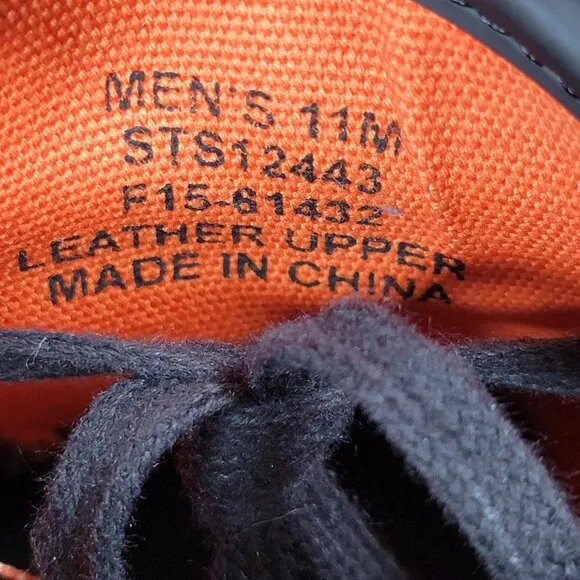 MEN'S 11M
STS12443
F15-61432
LEATHER UPPER
MADE IN CHINA